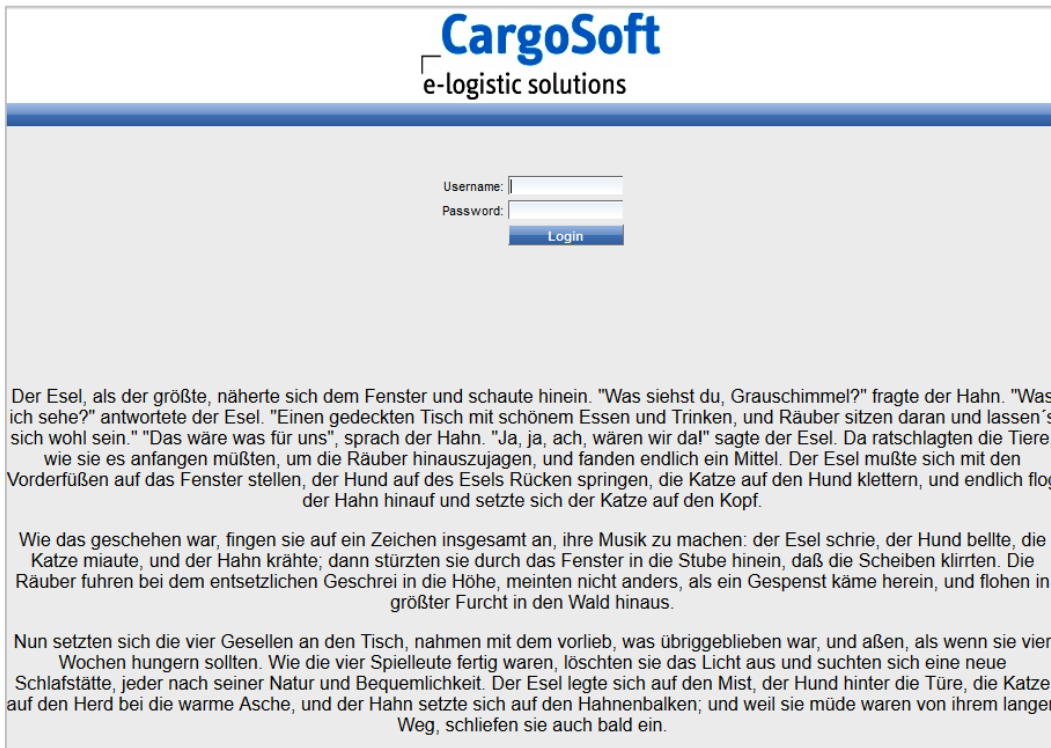 CargoSoft
e-logistic solutions
Username:
Password:
Login
Der Esel, als der größte, näherte sich dem Fenster und schaute hinein. "Was siehst du, Grauschimmel?" fragte der Hahn. "Was
ich sehe?" antwortete der Esel. "Einen gedeckten Tisch mit schönem Essen und Trinken, und Räuber sitzen daran und lassen´s
sich wohl sein." "Das wäre was für uns", sprach der Hahn. "Ja, ja, ach, wären wir da!" sagte der Esel. Da ratschlagten die Tiere
wie sie es anfangen müßten, um die Räuber hinauszujagen, und fanden endlich ein Mittel. Der Esel mußte sich mit den
Vorderfüßen auf das Fenster stellen, der Hund auf des Esels Rücken springen, die Katze auf den Hund klettern, und endlich flog
der Hahn hinauf und setzte sich der Katze auf den Kopf.
Wie das geschehen war, fingen sie auf ein Zeichen insgesamt an, ihre Musik zu machen: der Esel schrie, der Hund bellte, die
Katze miaute, und der Hahn krähte; dann stürzten sie durch das Fenster in die Stube hinein, daß die Scheiben klirrten. Die
Räuber fuhren bei dem entsetzlichen Geschrei in die Höhe, meinten nicht anders, als ein Gespenst käme herein, und flohen in
größter Furcht in den Wald hinaus.
Nun setzten sich die vier Gesellen an den Tisch, nahmen mit dem vorlieb, was übriggeblieben war, und aßen, als wenn sie vier
Wochen hungern sollten. Wie die vier Spielleute fertig waren, löschten sie das Licht aus und suchten sich eine neue
Schlafstätte, jeder nach seiner Natur und Bequemlichkeit. Der Esel legte sich auf den Mist, der Hund hinter die Türe, die Katze
auf den Herd bei die warme Asche, und der Hahn setzte sich auf den Hahnenbalken; und weil sie müde waren von ihrem langen
Weg, schliefen sie auch bald ein.